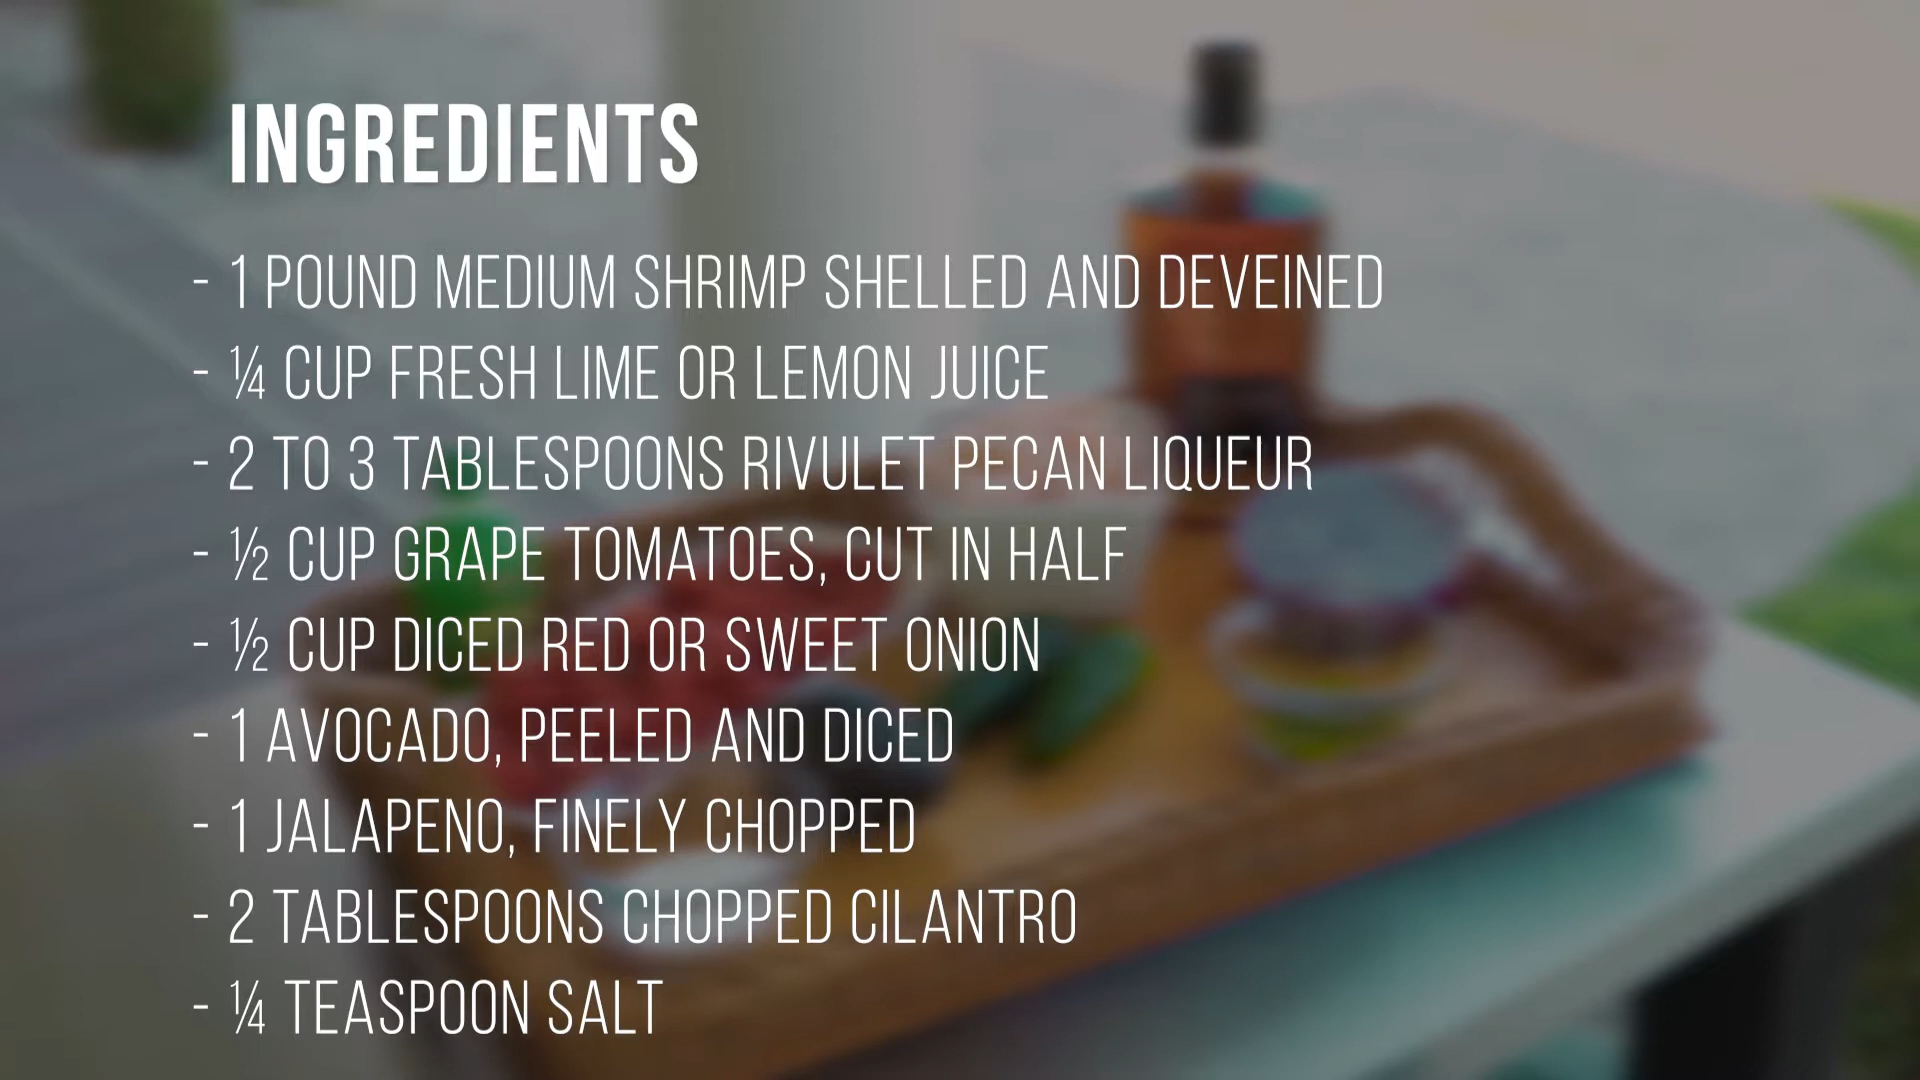 INGREDIENTS
- 1 POUND MEDIUM SHRIMP SHELLED AND DEVEINED
- ¼ CUP FRESH LIME OR LEMON JUICE
- 2 TO 3 TABLESPOONS RIVULET PECAN LIQUEUR
- ½ CUP GRAPE TOMATOES, CUT IN HALF
- ½ CUP DICED RED OR SWEET ONION
- 1 AVOCADO, PEELED AND DICED
- 1 JALAPENO, FINELY CHOPPED
- 2 TABLESPOONS CHOPPED CILANTRO
- ¼ TEASPOON SALT